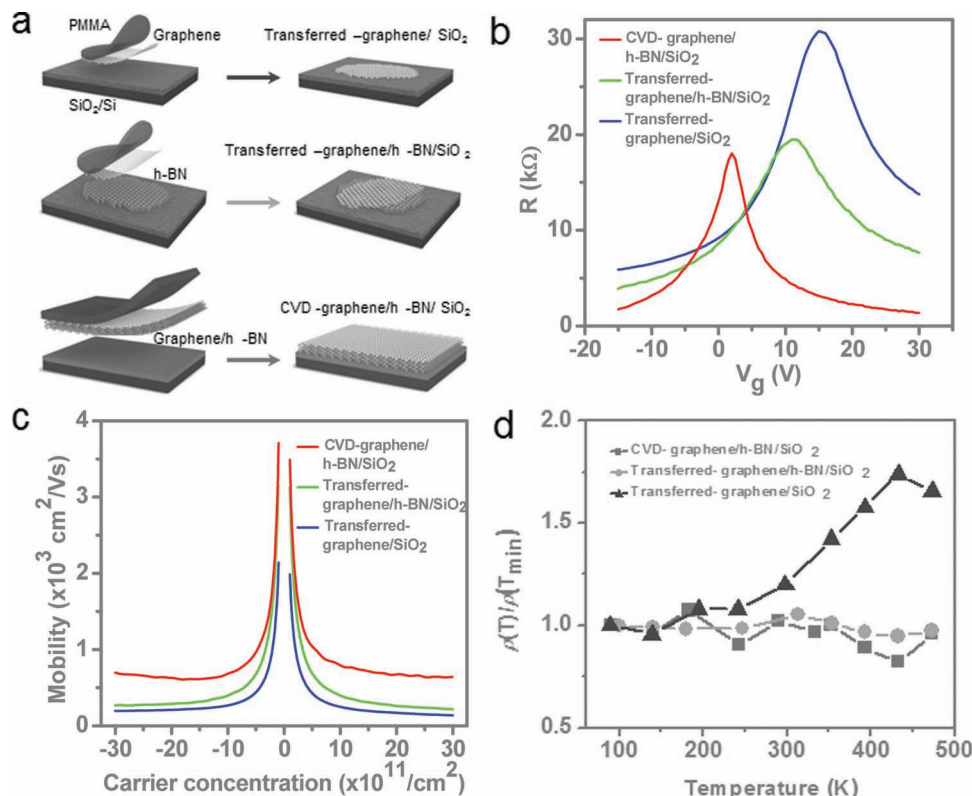 a
PMMA
Graphene
SiO2/Si
Transferred –graphene/ SiO2
h-BN
Transferred –graphene/h -BN/SiO 2
Graphene/h -BN
CVD -graphene/h -BN/ SiO2
b
R (kΩ)
30
20
10
0
CVD- graphene/
h-BN/SiO2
Transferred-
graphene/h-BN/SiO2
Transferred-
graphene/SiO2
-20 -10 0 10 20 30
Vg (V)
c
Mobility (x10³ cm²/Vs)
4
3
2
1
0
CVD-graphene/
h-BN/SiO2
Transferred-
graphene/h-BN/SiO2
Transferred-
graphene/SiO2
-30 -20 -10 0 10 20 30
Carrier concentration (x10¹¹/cm²)
d
ρ(T)/ρ(Tmin)
2.0
1.5
1.0
0.5
CVD- graphene/h-BN/SiO 2
Transferred- graphene/h-BN/SiO 2
Transferred- graphene/SiO 2
100 200 300 400 500
Temperature (K)